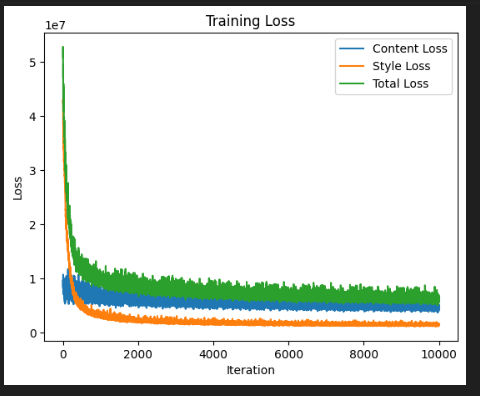 Training Loss
1e7
Content Loss
Style Loss
Total Loss
5
4
3
2
1
0
Loss
0 2000 4000 6000 8000 10000
Iteration